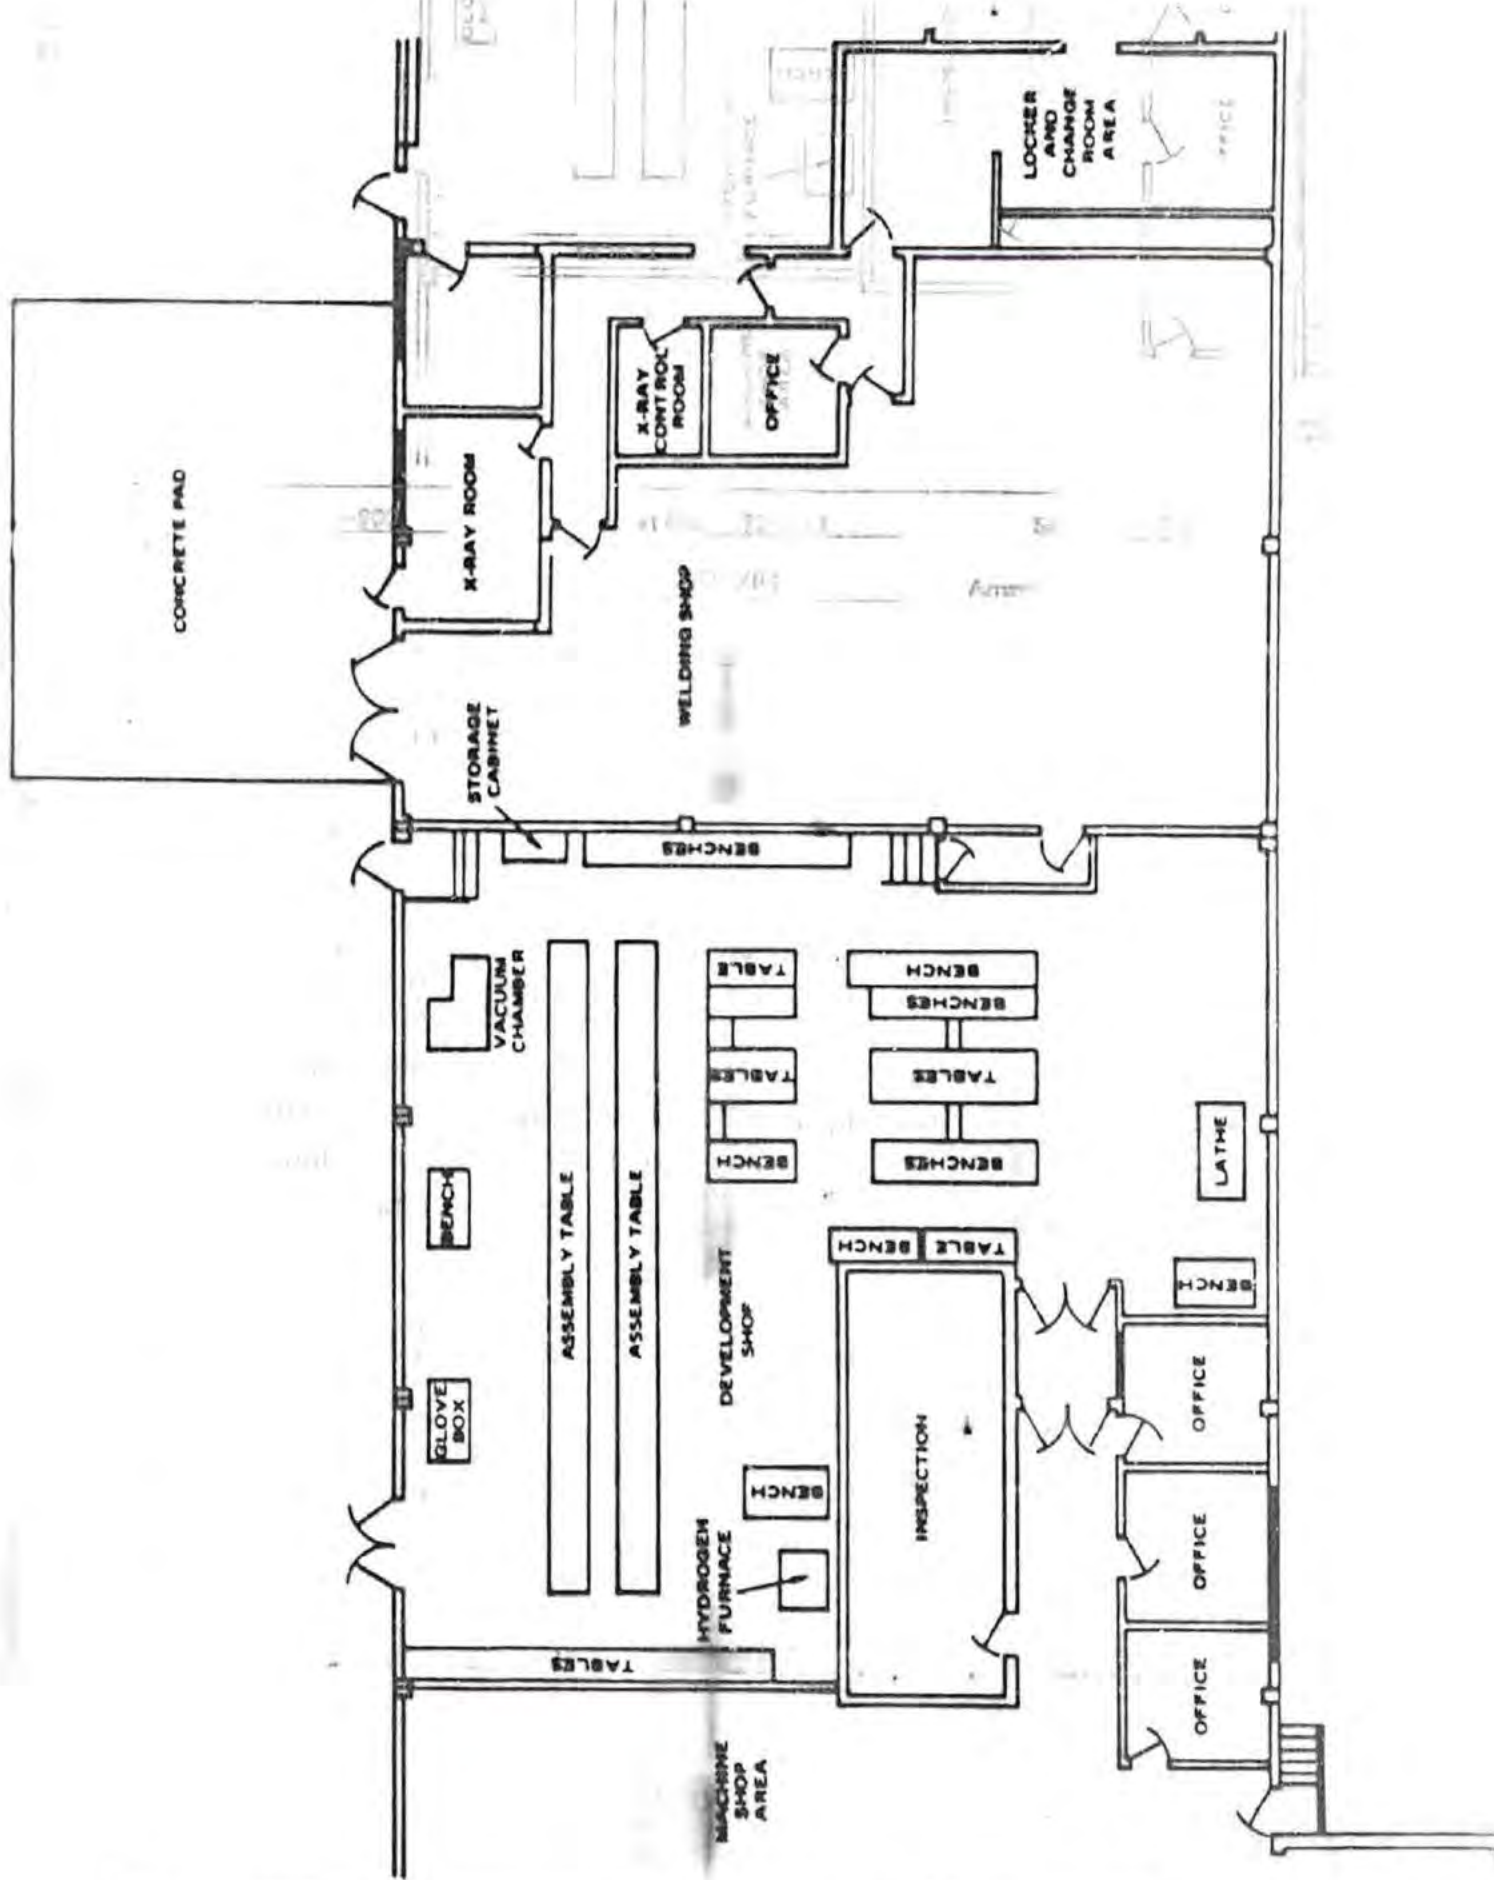 LOCKER
AND
CHANGE
ROOM
AREA
X-RAY
CONTROL
ROOM
OFFICE
CONCRETE PAD
X-RAY ROOM
WELDING SHOP
STORAGE
CABINET
BENCHES
VACUUM
CHAMBER
TABLE
BENCH
BENCHES
TABLES
TABLES
BENCH
BENCHES
BENCH
ASSEMBLY TABLE
ASSEMBLY TABLE
LATHE
BENCH
TABLE
BENCH
DEVELOPMENT
SHOP
GLOVE
BOX
BENCH
INSPECTION
OFFICE
HYDROGEN
FURNACE
OFFICE
TABLES
OFFICE
MACHINE
SHOP
AREA